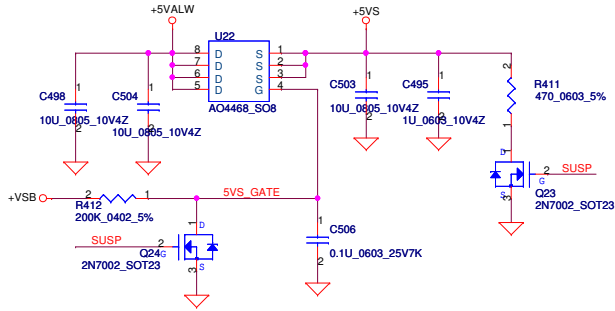 +5VALW
+5VS
U22
8 D S 1
7 D S 2
6 D S 3
5 D G 4
AO4468_SO8
C498
1
2
10U_0805_10V4Z
C504
1
2
10U_0805_10V4Z
C503
1
2
10U_0805_10V4Z
C495
1
2
1U_0603_10V4Z
2
R411
470_0603_5%
1
1
D
2
G
SUSP
S
3
Q23
2N7002_SOT23
+VSB
2
1
R412
200K_0402_5%
5VS_GATE
SUSP
2
G
1
D
Q24
S
3
2N7002_SOT23
1
C506
0.1U_0603_25V7K
2